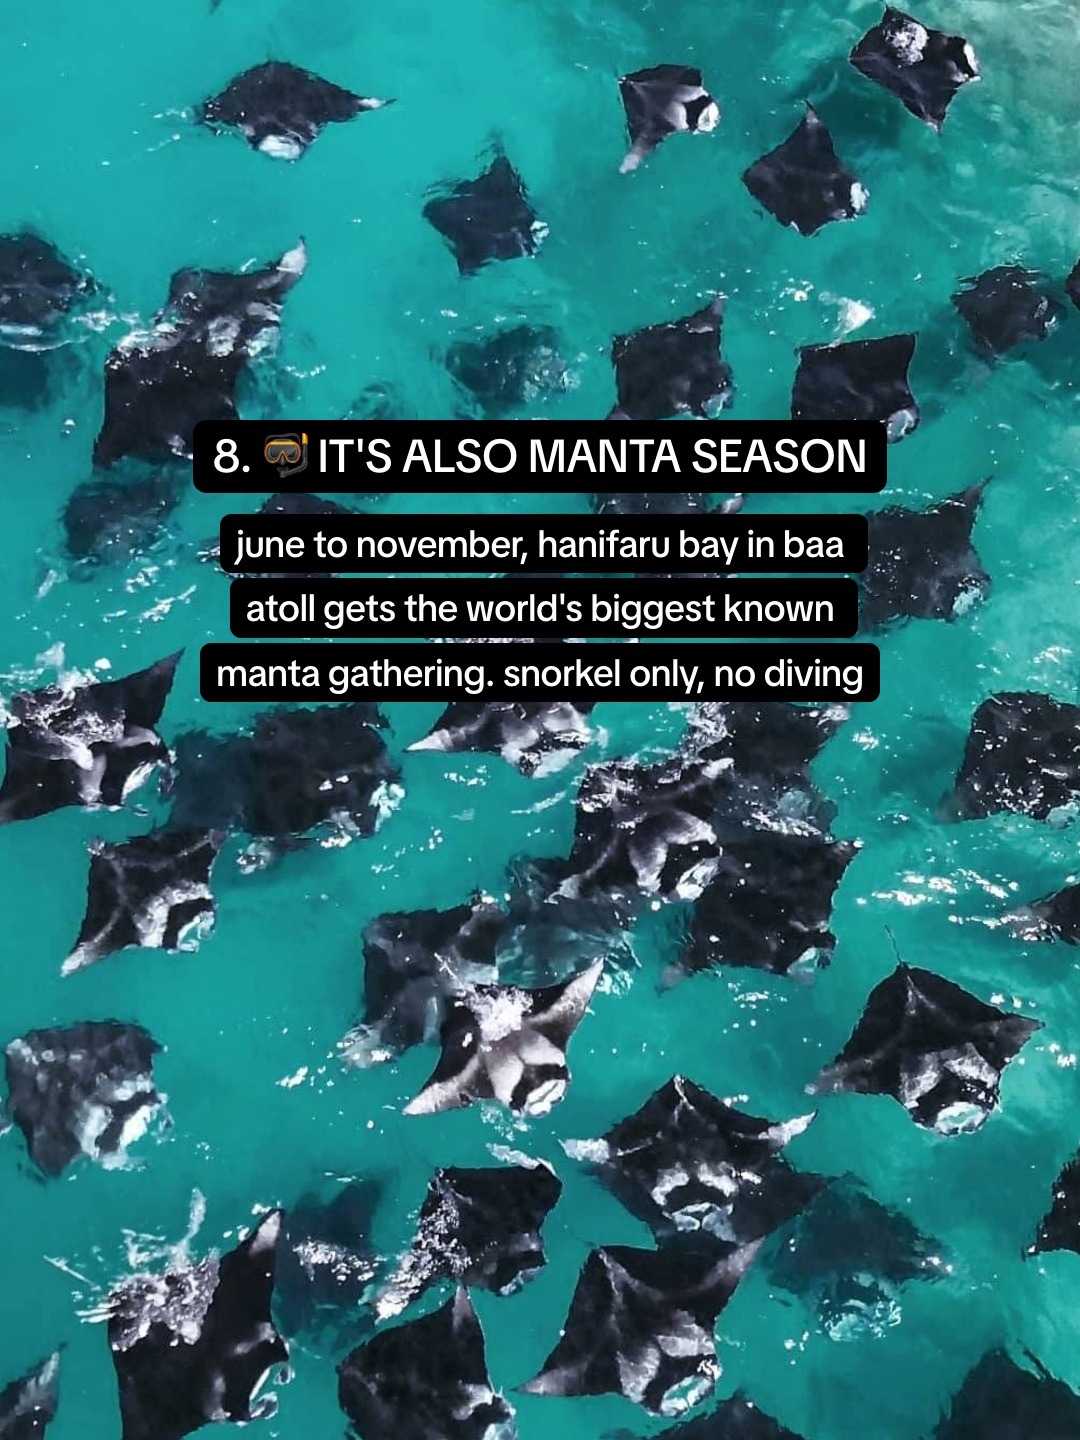 8. 🤿 IT'S ALSO MANTA SEASON
june to november, hanifaru bay in baa
atoll gets the world's biggest known
manta gathering. snorkel only, no diving